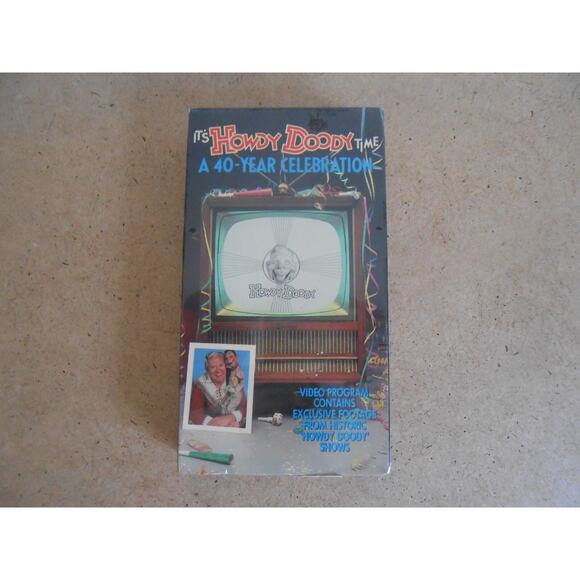 IT'S HOWDY DOODY TIME
A 40-YEAR CELEBRATION
HOWDY DOODY
VIDEO PROGRAM
CONTAINS
EXCLUSIVE FOOTAGE
FROM HISTORIC
'HOWDY DOODY'
SHOWS